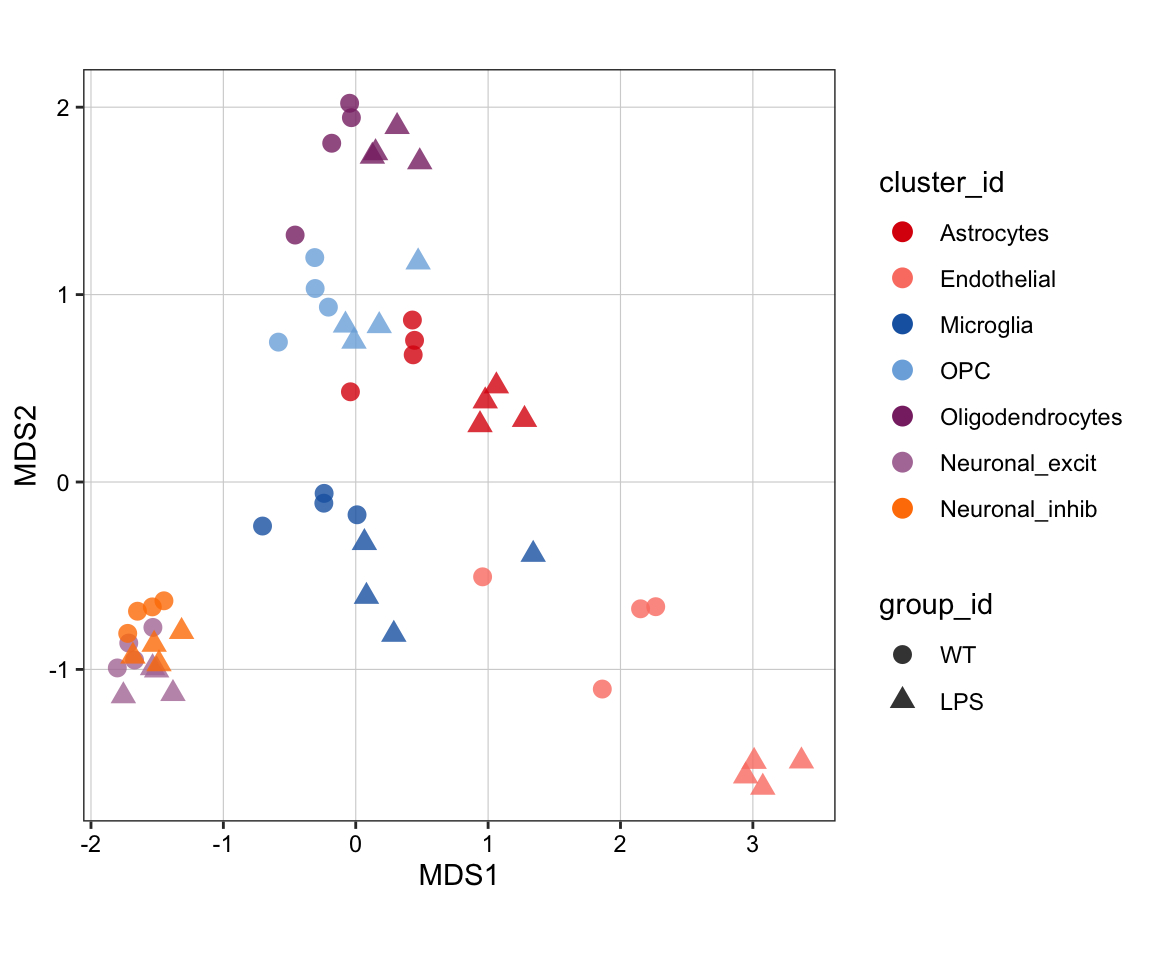 2
1
0
-1
MDS2
-2
-1
0
1
2
3
MDS1
cluster_id
Astrocytes
Endothelial
Microglia
OPC
Oligodendrocytes
Neuronal_excit
Neuronal_inhib
group_id
WT
LPS